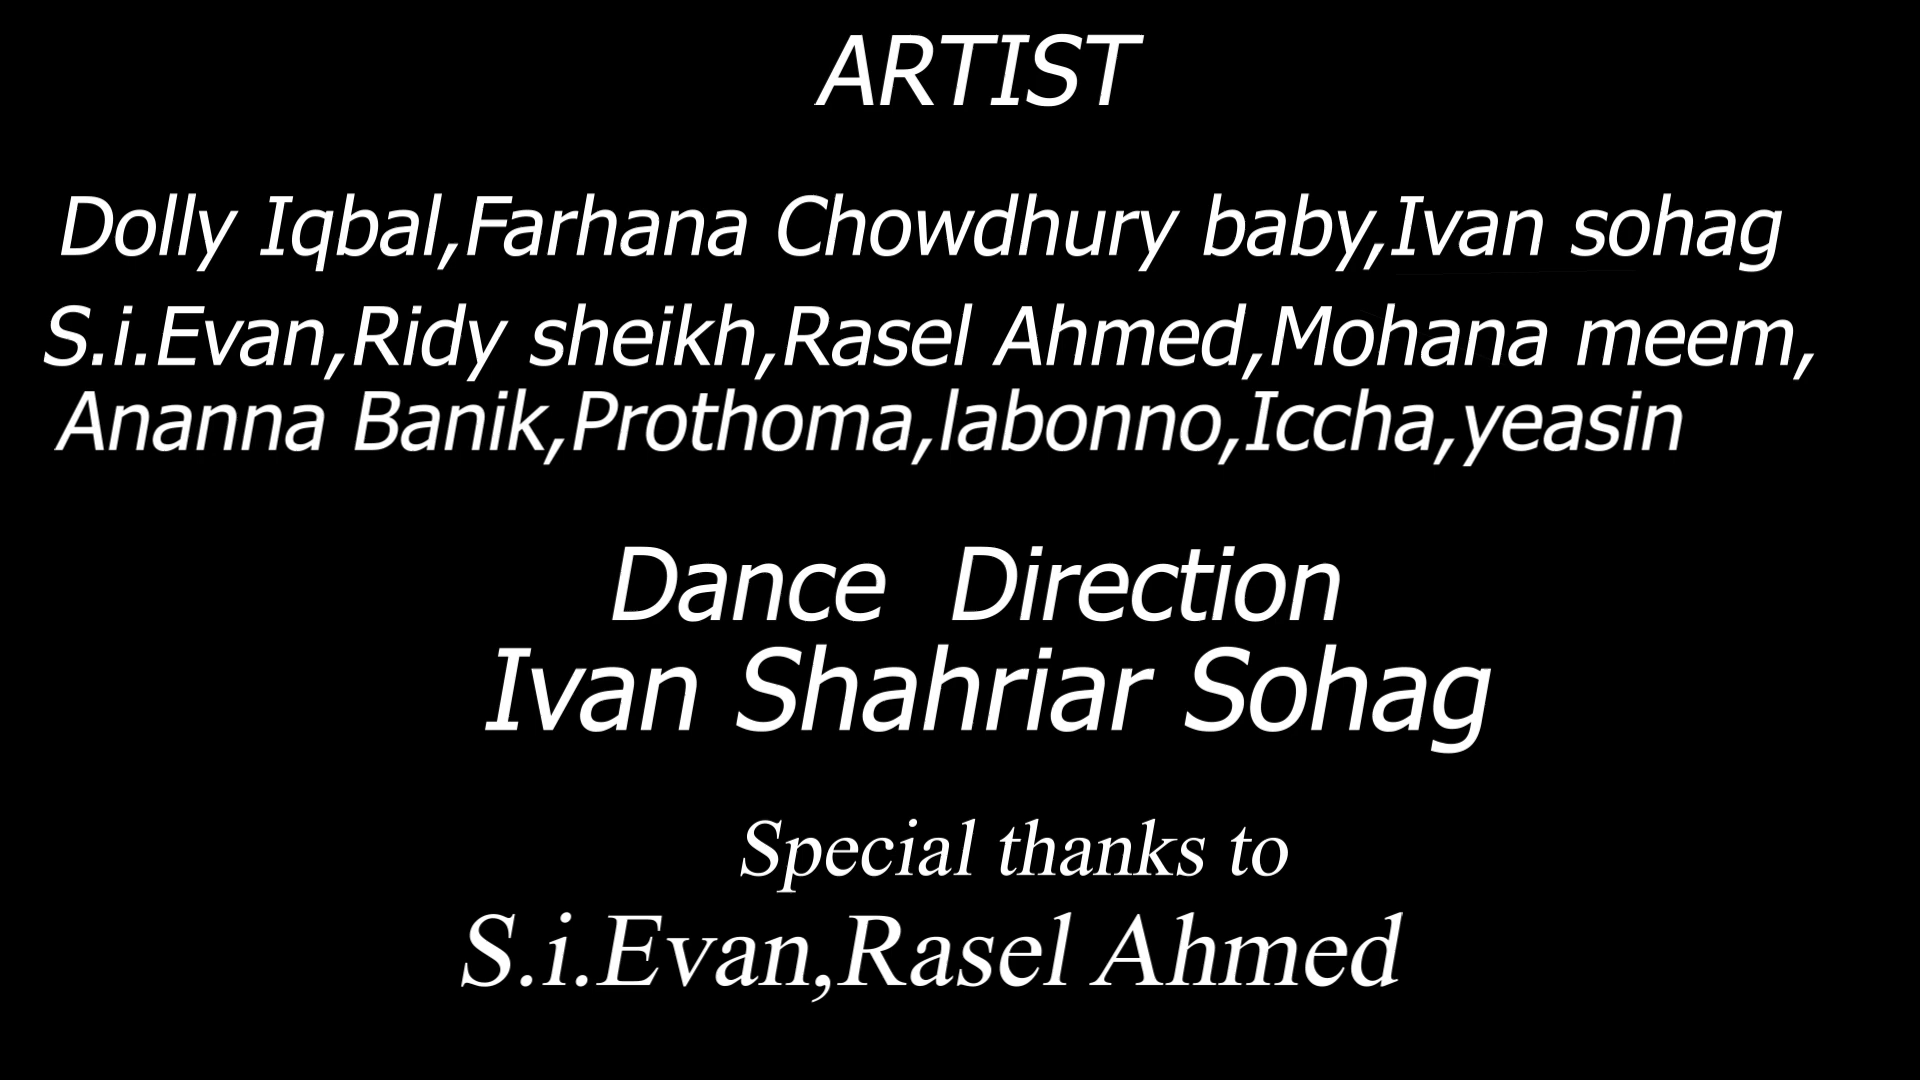 ARTIST
Dolly Iqbal,Farhana Chowdhury baby,Ivan sohag
S.i.Evan,Ridy sheikh,Rasel Ahmed,Mohana meem,
Ananna Banik,Prothoma,labonno,Iccha,yeasin
Dance Direction
Ivan Shahriar Sohag
Special thanks to
S.i.Evan,Rasel Ahmed